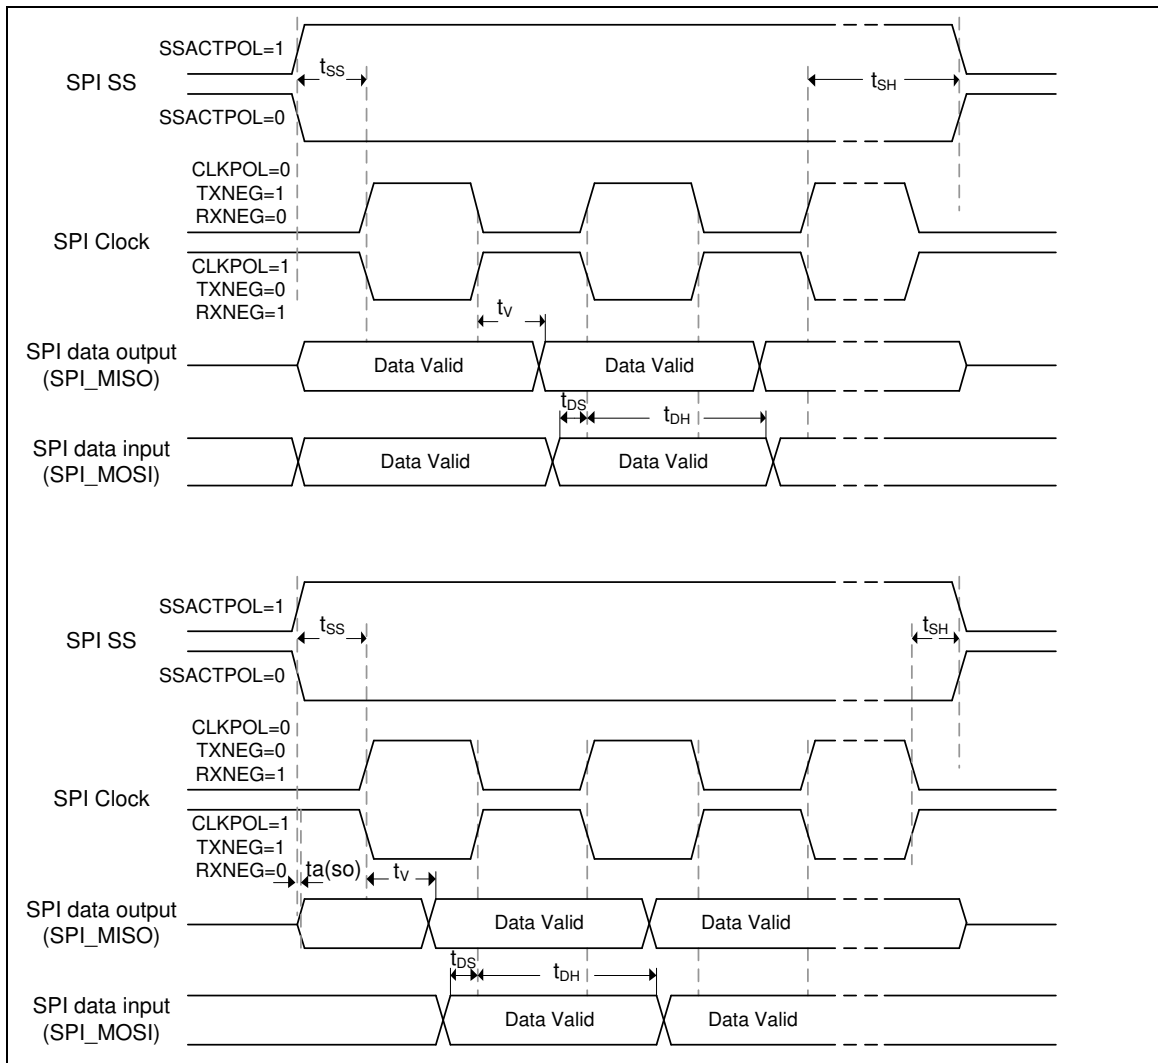 SSACTPOL=1
SPI SS
tSS
tSH
SSACTPOL=0
CLKPOL=0
TXNEG=1
RXNEG=0
SPI Clock
CLKPOL=1
TXNEG=0
RXNEG=1
tV
SPI data output
(SPI_MISO)
Data Valid
Data Valid
tDS
tDH
SPI data input
(SPI_MOSI)
Data Valid
Data Valid
SSACTPOL=1
SPI SS
tSS
tSH
SSACTPOL=0
CLKPOL=0
TXNEG=0
RXNEG=1
SPI Clock
CLKPOL=1
TXNEG=1
RXNEG=0
ta(so)
tV
SPI data output
(SPI_MISO)
Data Valid
Data Valid
tDS
tDH
SPI data input
(SPI_MOSI)
Data Valid
Data Valid